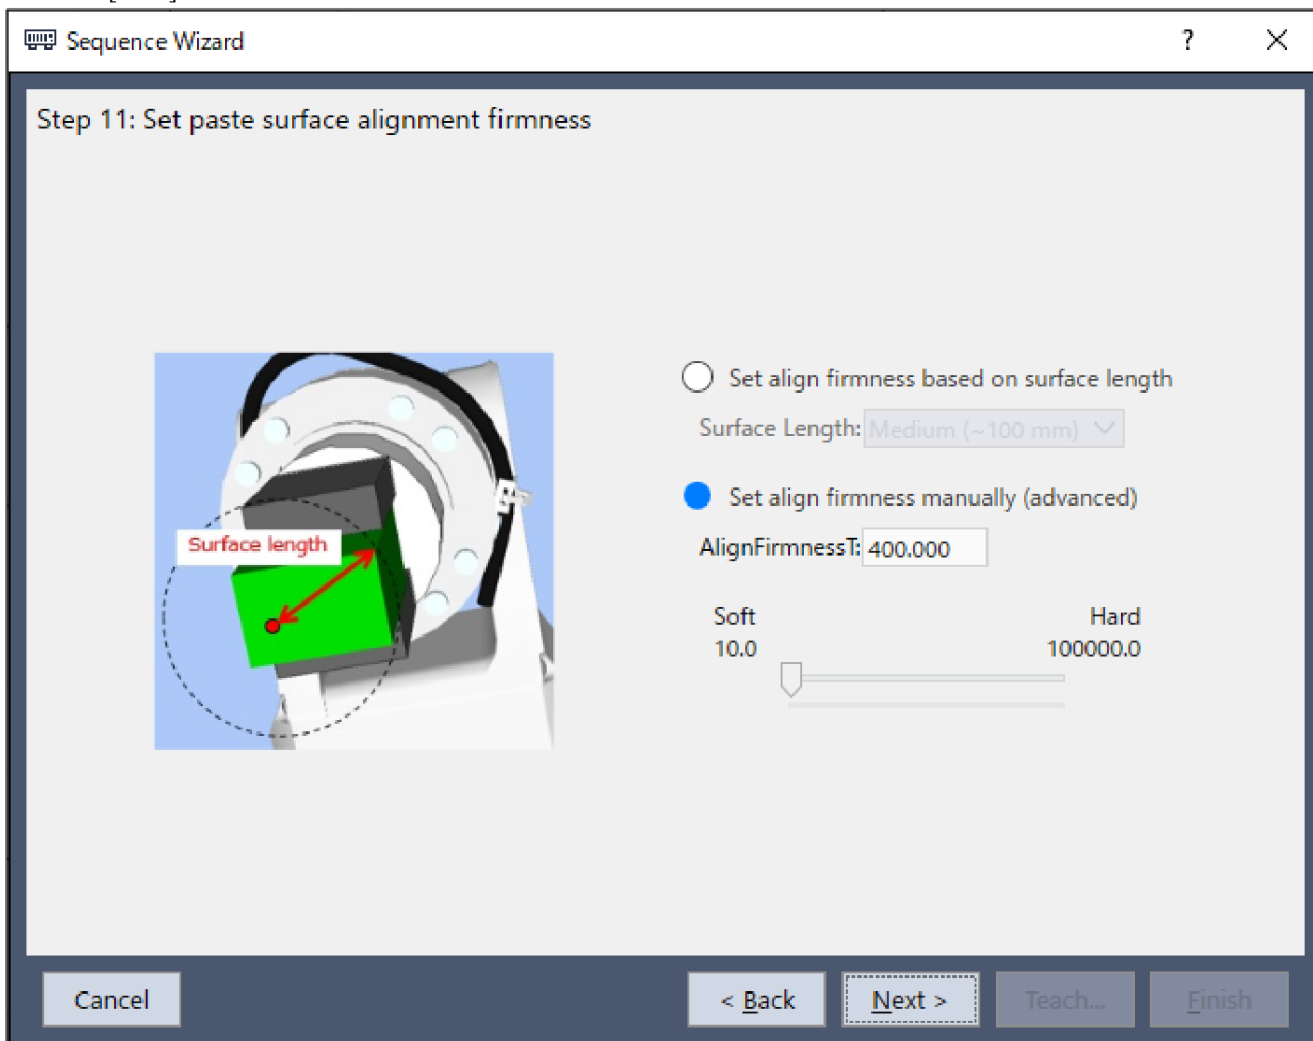 Sequence Wizard
?
Step 11: Set paste surface alignment firmness
Surface length
Set align firmness based on surface length
Surface Length: Medium (~100 mm)
Set align firmness manually (advanced)
AlignFirmnessT: 400.000
Soft Hard
10.0 100000.0
Cancel < Back Next > Teach... Finish